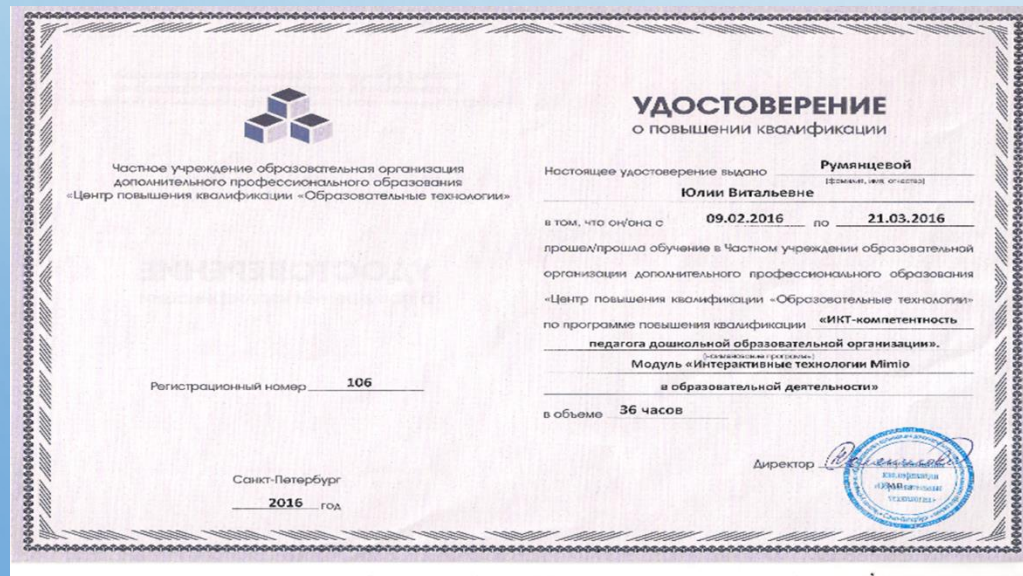 Частное учреждение образовательная организация
дополнительного профессионального образования
«Центр повышения квалификации «Образовательные технологии»
Регистрационный номер 106
Санкт-Петербург
2016 год
УДОСТОВЕРЕНИЕ
о повышении квалификации
Настоящее удостоверение выдано Румянцевой
(фамилия, имя, отчество)
Юлии Витальевне
в том, что он/она с 09.02.2016 по 21.03.2016
прошел/прошла обучение в Частном учреждении образовательной
организации дополнительного профессионального образования
«Центр повышения квалификации «Образовательные технологии»
по программе повышения квалификации «ИКТ-компетентность
педагога дошкольной образовательной организации».
(наименование программы)
Модуль «Интерактивные технологии Mimio
в образовательной деятельности»
в объеме 36 часов
Директор